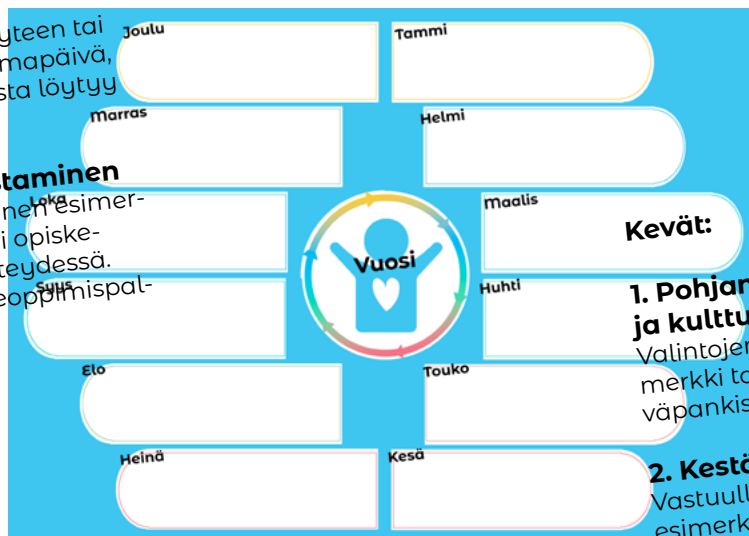 yteen tai
mapäivä,
sta löytyy
taminen
nen esimer-
i opiske-
teydessä.
eoppimispal-
Joulu
Marras
Loka
Syys
Elo
Heinä
Vuosi
Tammi
Helmi
Maalis
Huhti
Touko
Kesä
Kevät:
1. Pohjan
ja kulttu
Valintojen
merkki ta
väpankis
2. Kestä
Vastuull
esimerk